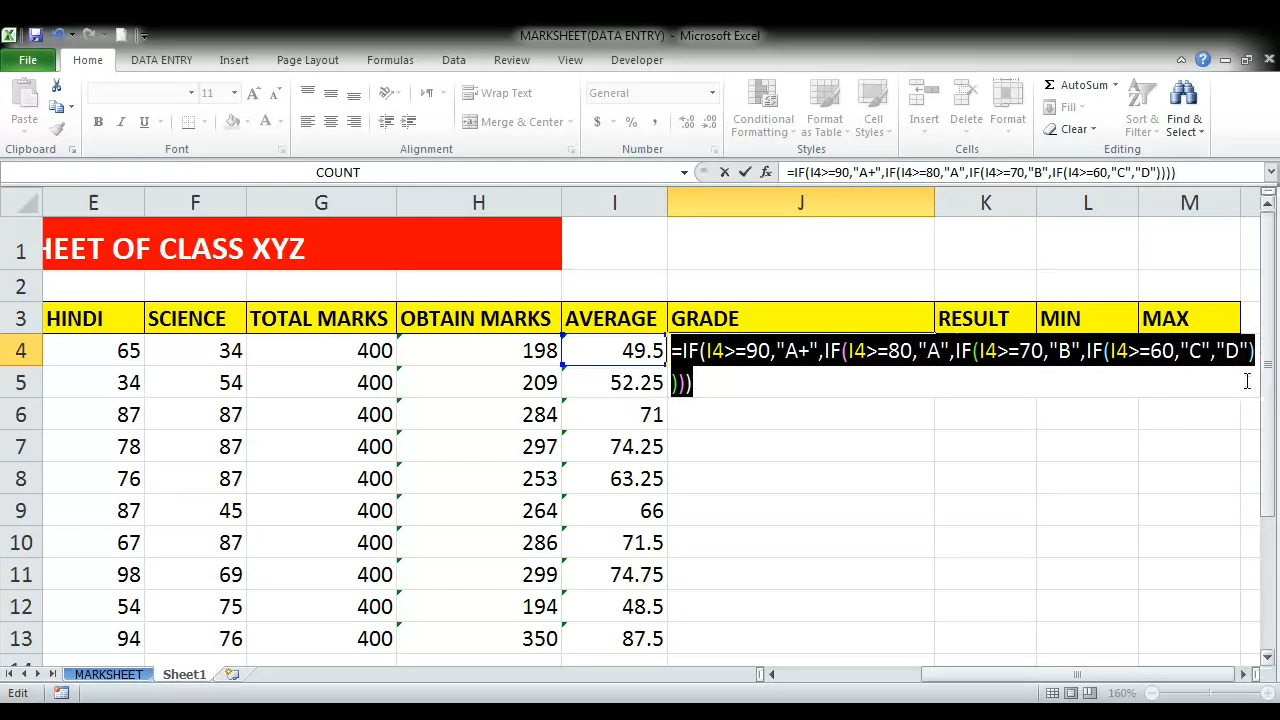 MARKSHEET(DATA ENTRY) - Microsoft Excel
File Home DATA ENTRY Insert Page Layout Formulas Data Review View Developer
11 Wrap Text General AutoSum
Paste Merge & Center Conditional Formatting Format as Table Cell Styles Insert Delete Format Fill Clear Sort & Filter Find & Select
Clipboard Font Alignment Number Styles Cells Editing
COUNT =IF(I4>=90,"A+",IF(I4>=80,"A",IF(I4>=70,"B",IF(I4>=60,"C","D"))))
E F G H I J K L M
1 HEET OF CLASS XYZ
2
3 HINDI SCIENCE TOTAL MARKS OBTAIN MARKS AVERAGE GRADE RESULT MIN MAX
4 65 34 400 198 49.5 =IF(I4>=90,"A+",IF(I4>=80,"A",IF(I4>=70,"B",IF(I4>=60,"C","D")
5 34 54 400 209 52.25 )))
6 87 87 400 284 71
7 78 87 400 297 74.25
8 76 87 400 253 63.25
9 87 45 400 264 66
10 67 87 400 286 71.5
11 98 69 400 299 74.75
12 54 75 400 194 48.5
13 94 76 400 350 87.5
MARKSHEET Sheet1
Edit 160%